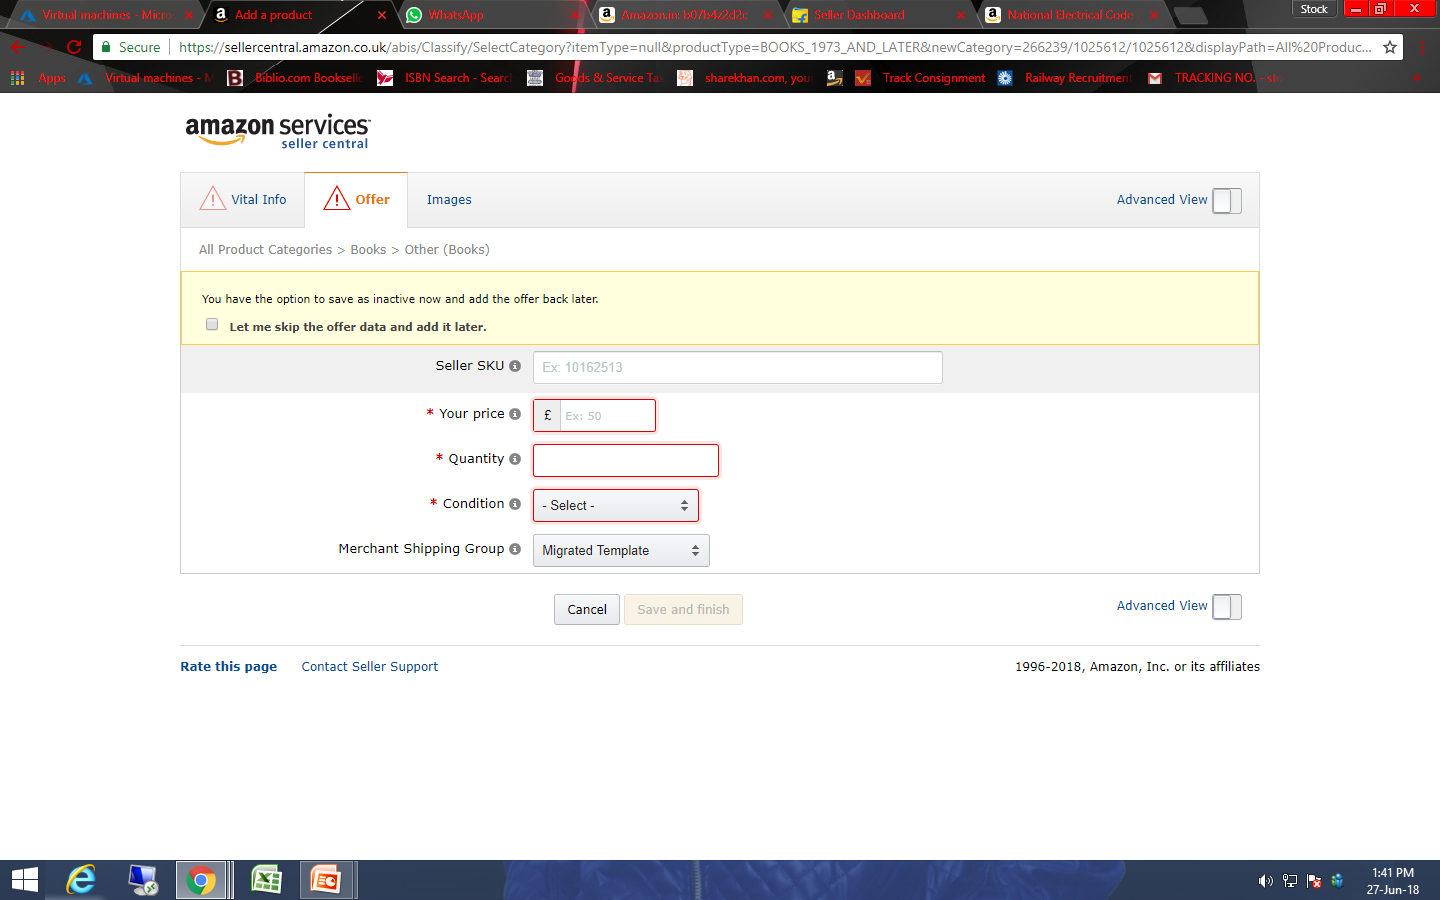 Virtual machines - Micros
Add a product
WhatsApp
Amazon.in: b07b4z2d2c
Seller Dashboard
National Electrical Code
Stock
Secure
https://sellercentral.amazon.co.uk/abis/Classify/SelectCategory?itemType=null&productType=BOOKS_1973_AND_LATER&newCategory=266239/1025612/1025612&displayPath=All%20Produc...
Apps
Virtual machines - M
Biblio.com Bookselle
ISBN Search - Search
Goods & Service Tax
sharekhan.com, your
Track Consignment
Railway Recruitment
TRACKING NO. - sh
amazon services
seller central
Vital Info
Offer
Images
Advanced View
All Product Categories > Books > Other (Books)
You have the option to save as inactive now and add the offer back later.
Let me skip the offer data and add it later.
Seller SKU
Ex: 10162513
* Your price
£ Ex: 50
* Quantity
* Condition
- Select -
Merchant Shipping Group
Migrated Template
Cancel
Save and finish
Advanced View
Rate this page
Contact Seller Support
1996-2018, Amazon, Inc. or its affiliates
1:41 PM
27-Jun-18